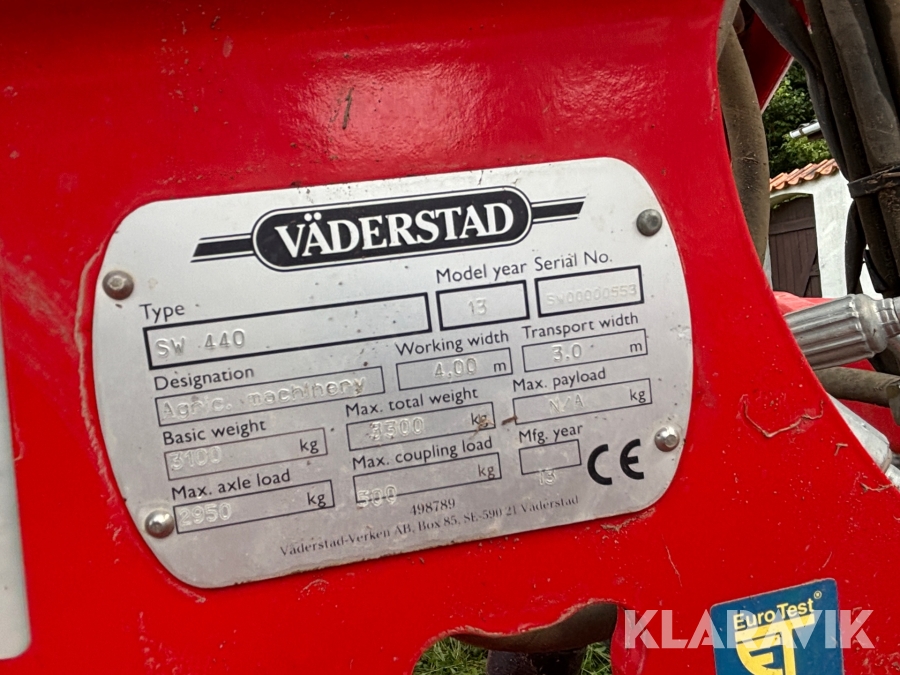 VÄDERSTAD
Type Model year Serial No.
SW 440 13 SW00000553
Designation Working width Transport width
Agric. machinery 4,00 m 3.0 m
Basic weight Max. total weight Max. payload
3100 kg 3300 kg N/A kg
Max. axle load Max. coupling load Mfg. year
2950 kg 500 kg 13 CE
498789
Väderstad-Verken AB, Box 85, SE-590 21 Väderstad
Euro Test®
KLARAVIK